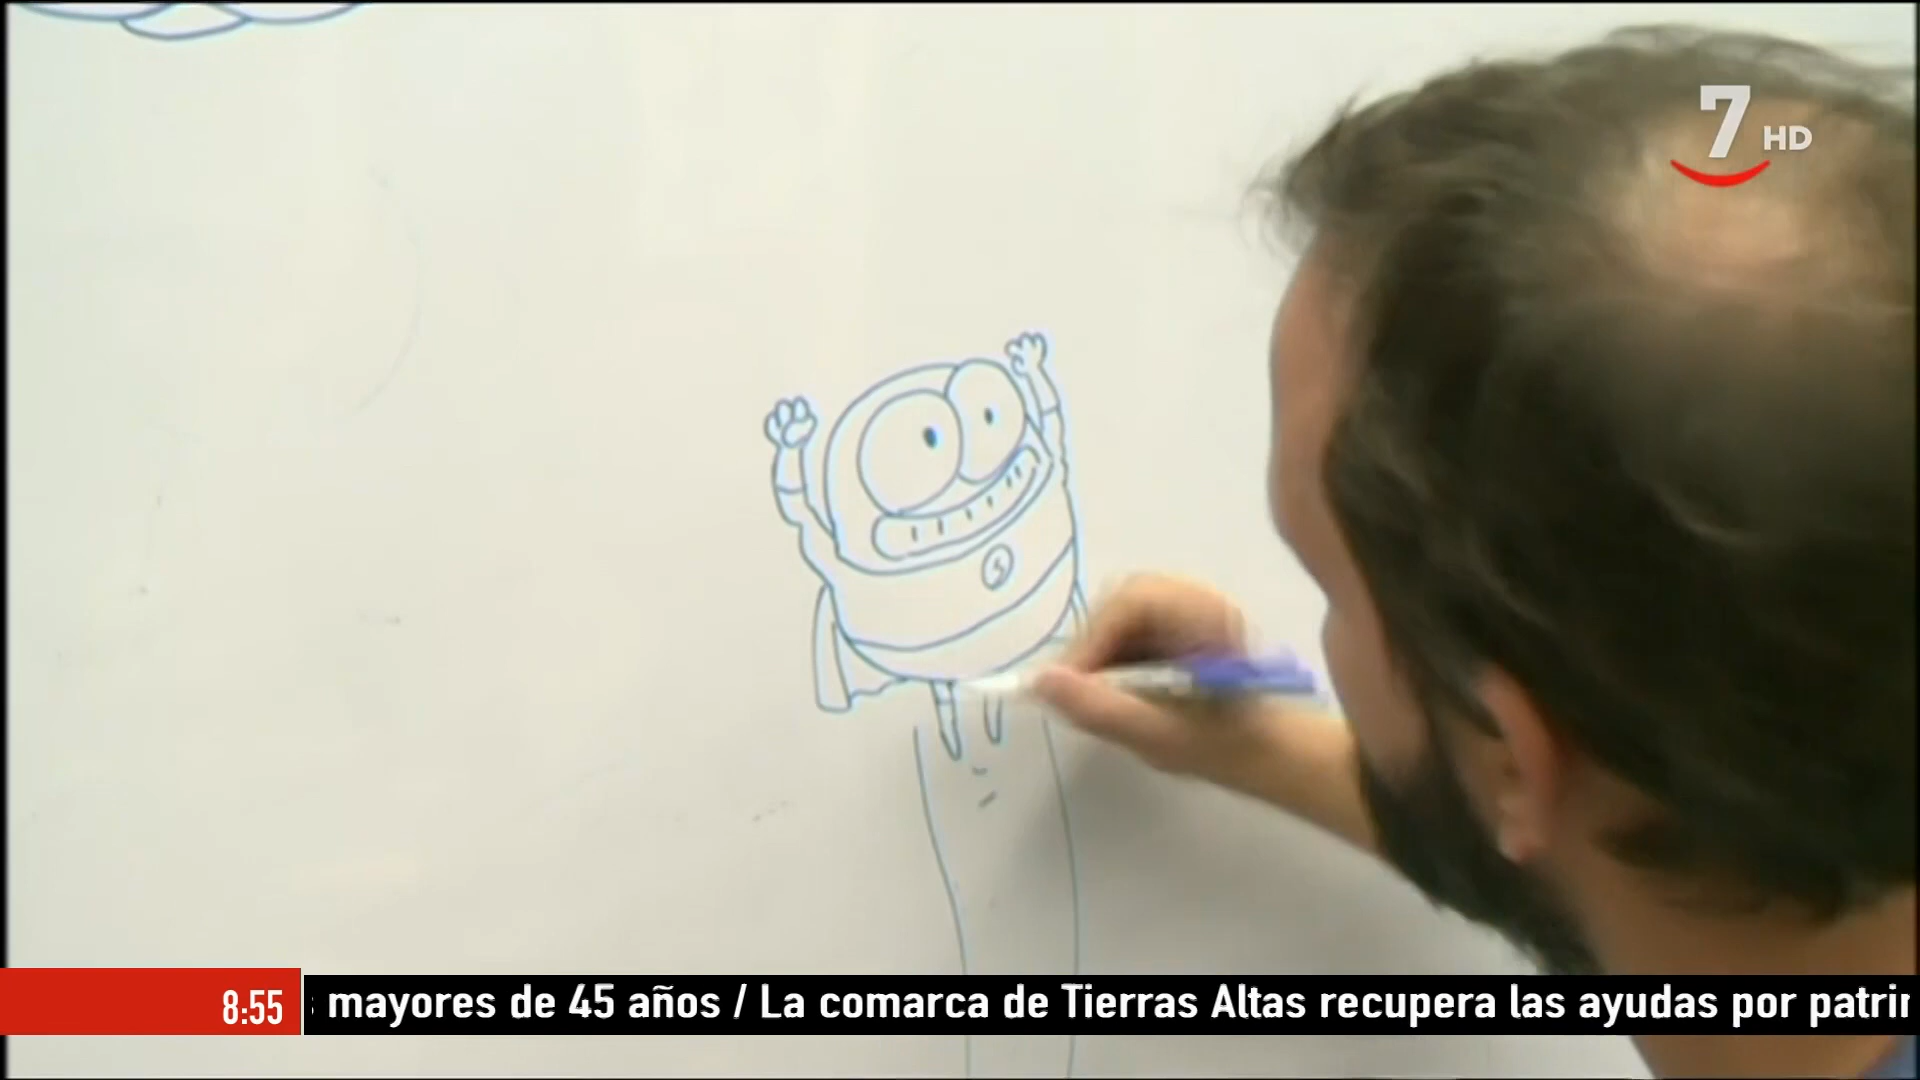 7 HD
8:55 mayores de 45 años / La comarca de Tierras Altas recupera las ayudas por